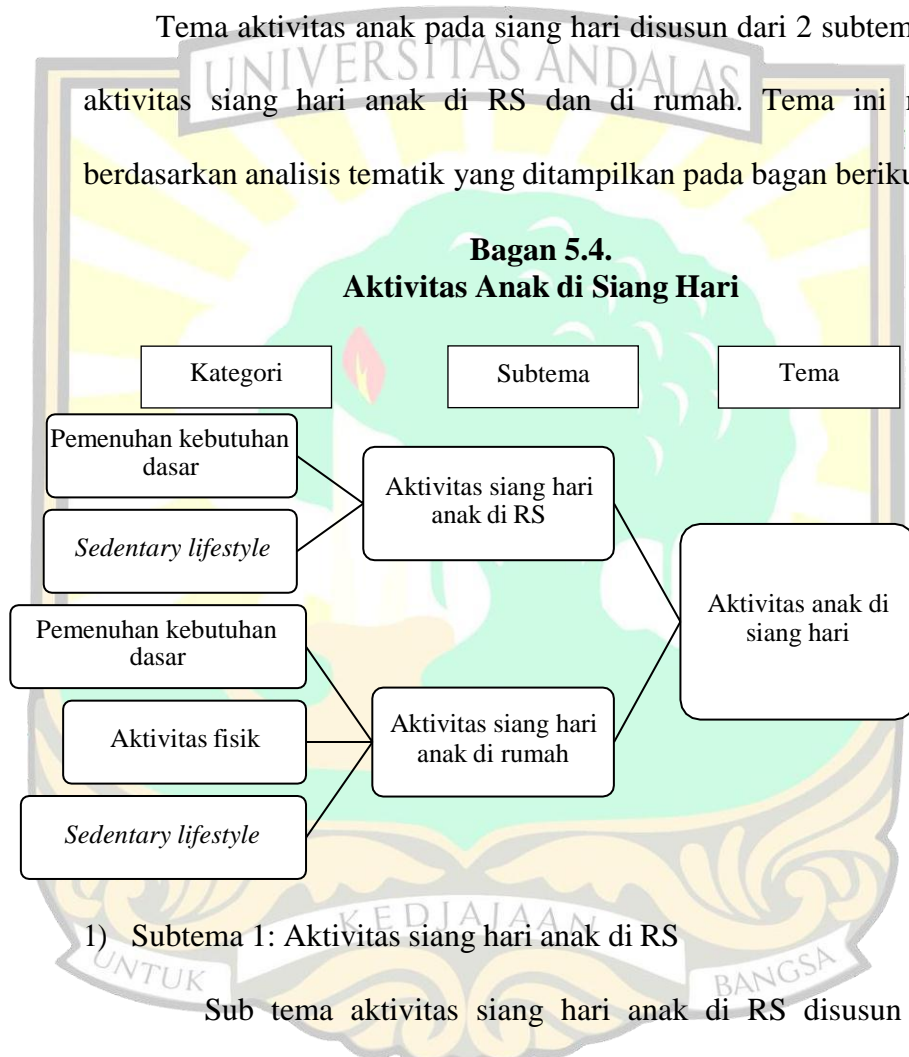 Tema aktivitas anak pada siang hari disusun dari 2 subtem
UNIVERSITAS ANDALAS
aktivitas siang hari anak di RS dan di rumah. Tema ini
berdasarkan analisis tematik yang ditampilkan pada bagan beriku
Bagan 5.4.
Aktivitas Anak di Siang Hari
Kategori
Subtema
Tema
Pemenuhan kebutuhan
dasar
Sedentary lifestyle
Aktivitas siang hari
anak di RS
Pemenuhan kebutuhan
dasar
Aktivitas fisik
Sedentary lifestyle
Aktivitas siang hari
anak di rumah
Aktivitas anak di
siang hari
1) Subtema 1: Aktivitas siang hari anak di RS
UNTUK KEDJAJAAN BANGSA
Sub tema aktivitas siang hari anak di RS disusun